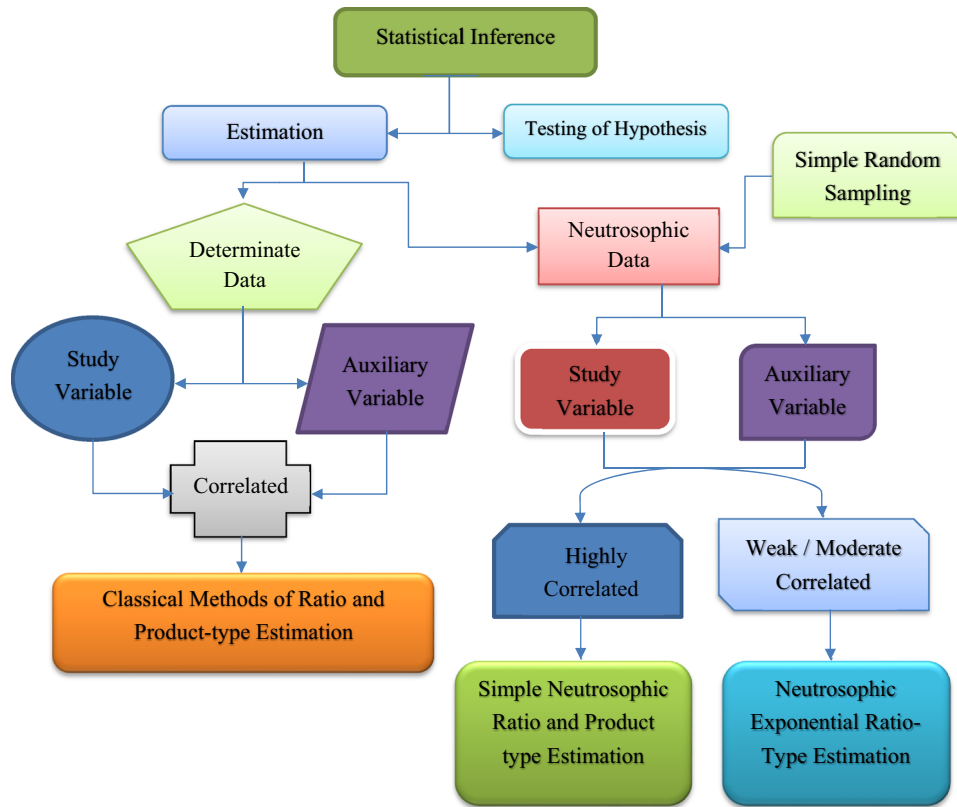 Statistical Inference
Estimation
Testing of Hypothesis
Simple Random
Sampling
Determinate
Data
Neutrosophic
Data
Study
Variable
Auxiliary
Variable
Study
Variable
Auxiliary
Variable
Correlated
Highly
Correlated
Weak / Moderate
Correlated
Classical Methods of Ratio and
Product-type Estimation
Simple Neutrosophic
Ratio and Product
type Estimation
Neutrosophic
Exponential Ratio-
Type Estimation